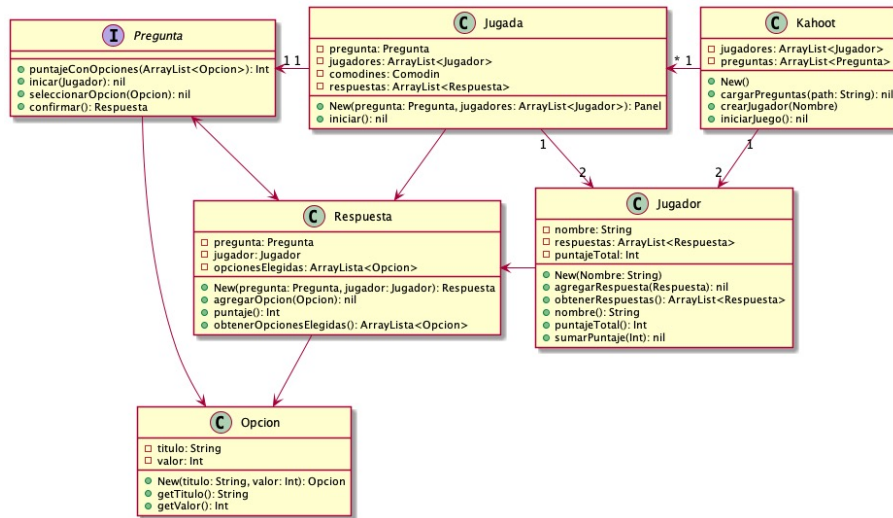 I Pregunta
puntajeConOpciones(ArrayList<Opcion>): Int
inicar(Jugador): nil
seleccionarOpcion(Opcion): nil
confirmar(): Respuesta
1 1
C Jugada
pregunta: Pregunta
jugadores: ArrayList<Jugador>
comodines: Comodin
respuestas: ArrayList<Respuesta>
New(pregunta: Pregunta, jugadores: ArrayList<Jugador>): Panel
iniciar(): nil
* 1
C Kahoot
jugadores: ArrayList<Jugador>
preguntas: ArrayList<Pregunta>
New()
cargarPreguntas(path: String): nil
crearJugador(Nombre)
iniciarJuego(): nil
1
2
1
2
C Respuesta
pregunta: Pregunta
jugador: Jugador
opcionesElegidas: ArrayLista<Opcion>
New(pregunta: Pregunta, jugador: Jugador): Respuesta
agregarOpcion(Opcion): nil
puntaje(): Int
obtenerOpcionesElegidas(): ArrayLista<Opcion>
C Jugador
nombre: String
respuestas: ArrayList<Respuesta>
puntajeTotal: Int
New(Nombre: String)
agregarRespuesta(Respuesta): nil
obtenerRespuestas(): ArrayList<Respuesta>
nombre(): String
puntajeTotal(): Int
sumarPuntaje(Int): nil
C Opcion
titulo: String
valor: Int
New(titulo: String, valor: Int): Opcion
getTitulo(): String
getValor(): Int